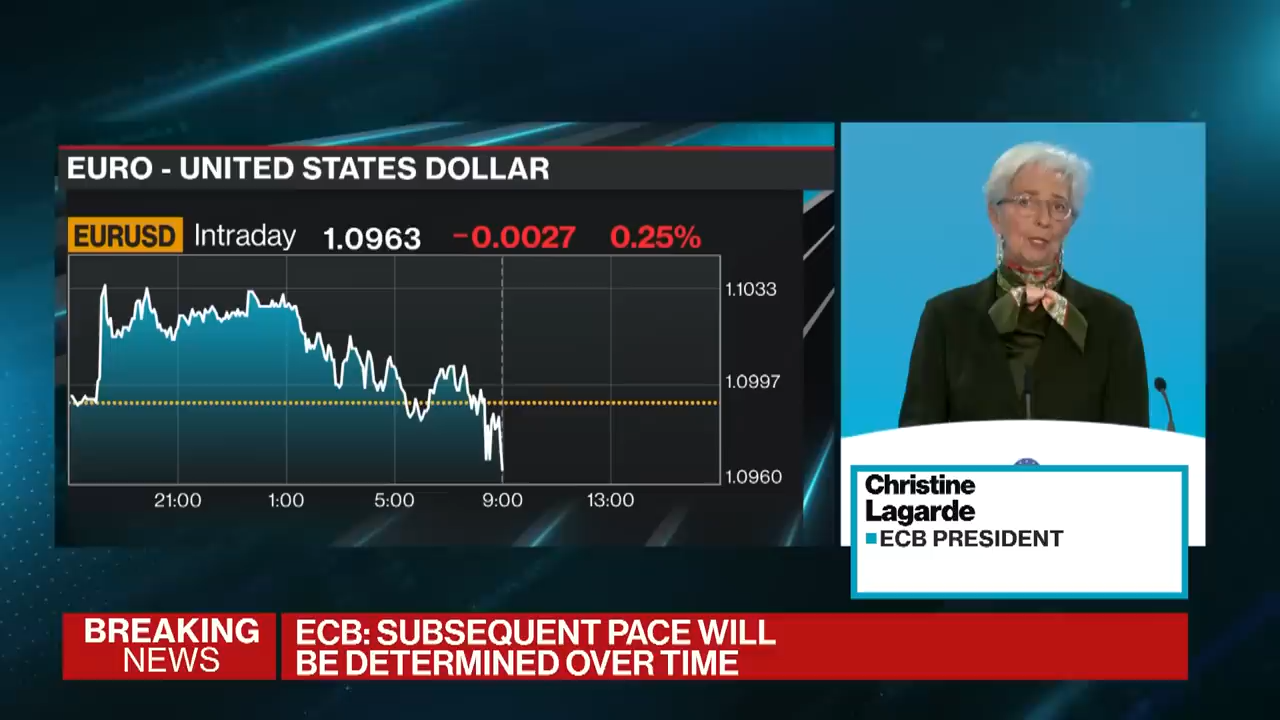 EURO - UNITED STATES DOLLAR
EURUSD Intraday 1.0963 -0.0027 0.25%
1.1033
1.0997
1.0960
21:00 1:00 5:00 9:00 13:00
Christine
Lagarde
ECB PRESIDENT
BREAKING
NEWS
ECB: SUBSEQUENT PACE WILL
BE DETERMINED OVER TIME